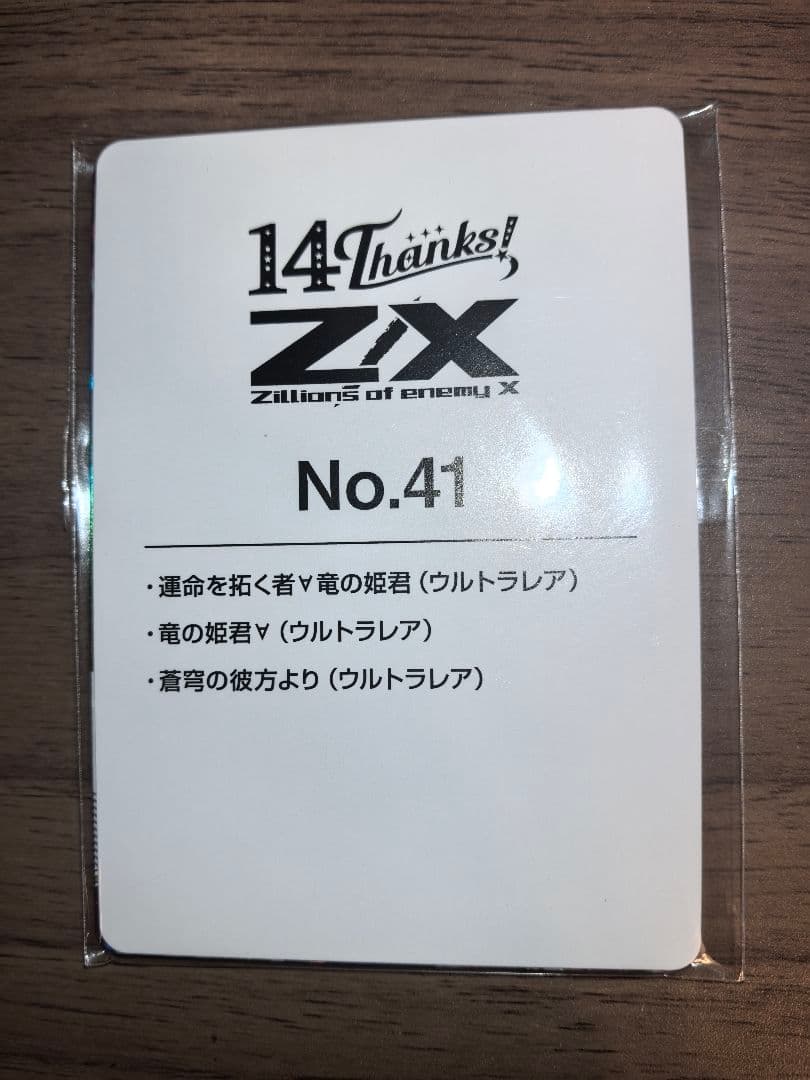 14Thanks!
Z/X
Zillions of enemy X
No.41
・運命を拓く者∀竜の姫君（ウルトラレア）
・竜の姫君∀（ウルトラレア）
・蒼穹の彼方より（ウルトラレア）